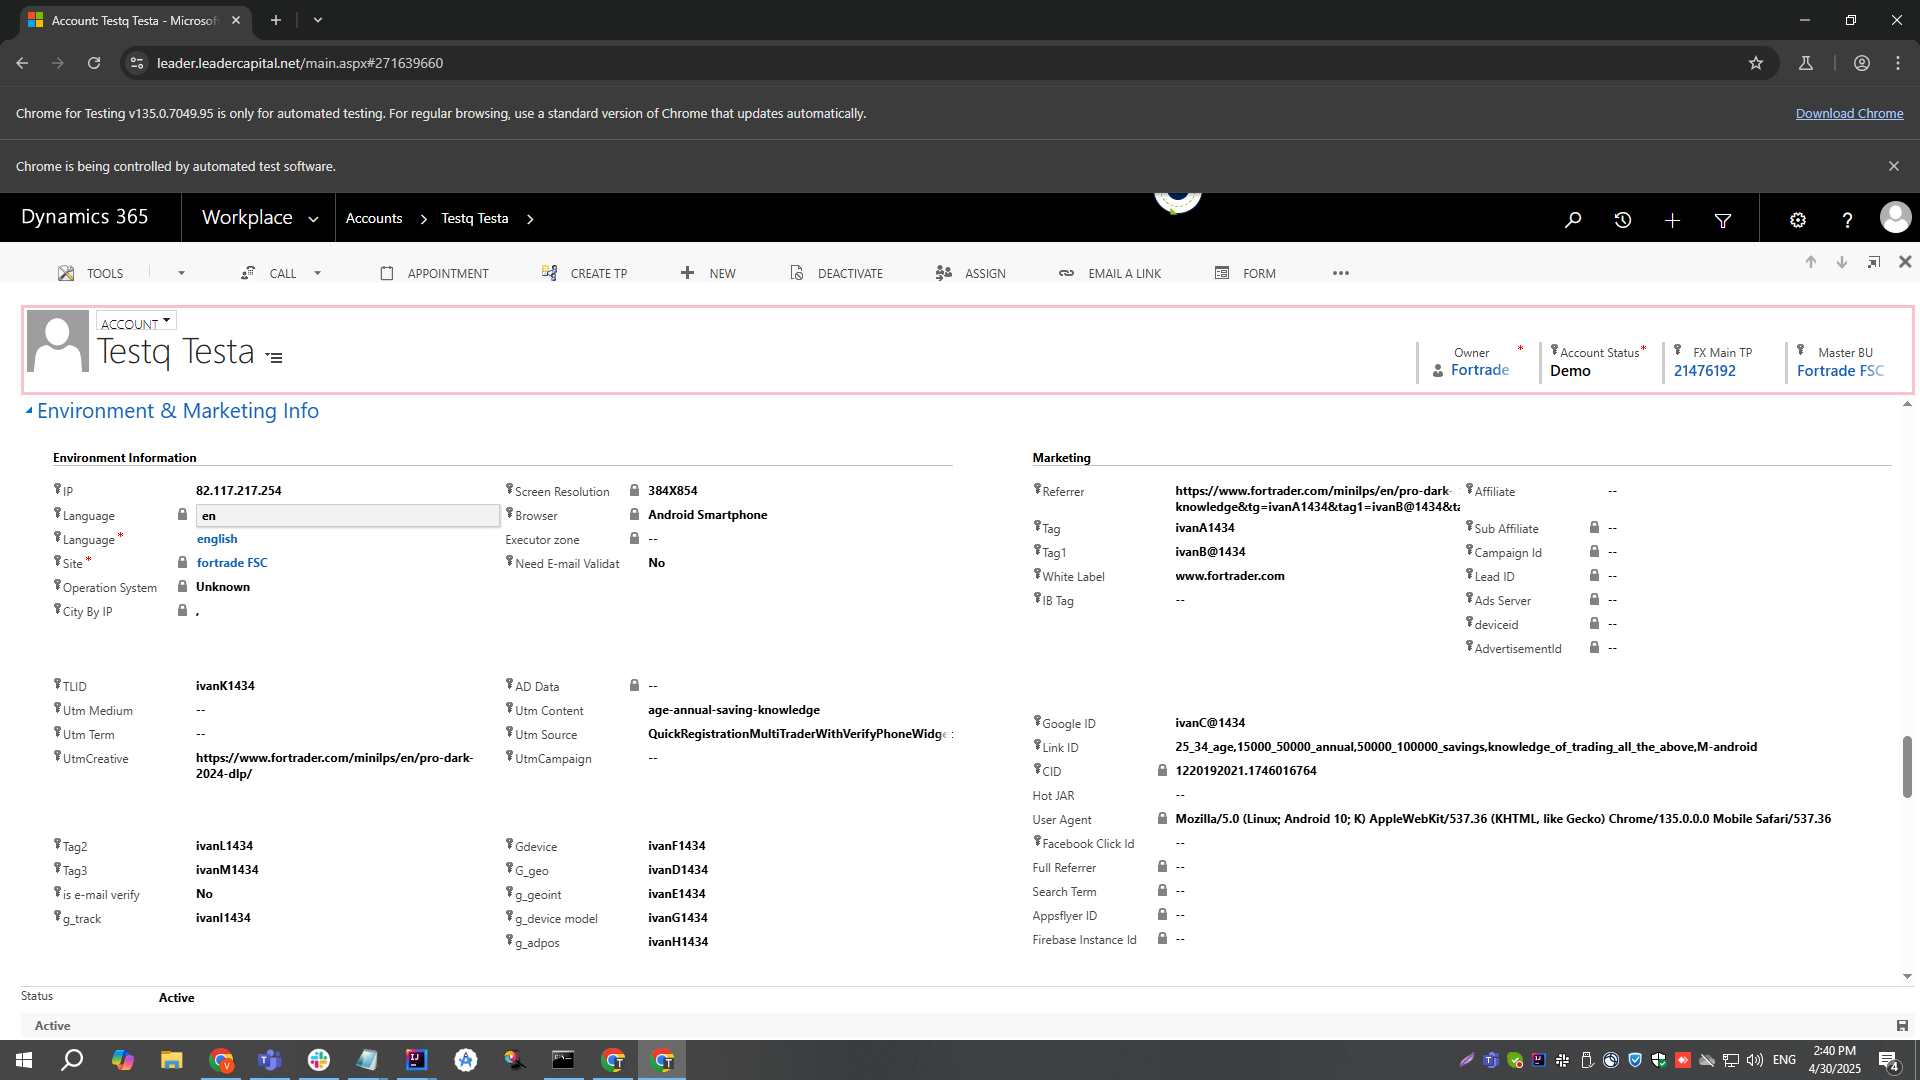 Account: Testq Testa - Microsof
leader.leadercapital.net/main.aspx#271639660
Chrome for Testing v135.0.7049.95 is only for automated testing. For regular browsing, use a standard version of Chrome that updates automatically.
Download Chrome
Chrome is being controlled by automated test software.
Dynamics 365
Workplace
Accounts
Testq Testa
TOOLS
CALL
APPOINTMENT
CREATE TP
NEW
DEACTIVATE
ASSIGN
EMAIL A LINK
FORM
ACCOUNT
Testq Testa
Owner *
Fortrade
Account Status *
Demo
FX Main TP
21476192
Master BU
Fortrade FSC
Environment & Marketing Info
Environment Information
IP 82.117.217.254
Language en
Language * english
Site * fortrade FSC
Operation System Unknown
City By IP ,
Screen Resolution 384X854
Browser Android Smartphone
Executor zone --
Need E-mail Validat No
TLID ivanK1434
Utm Medium --
Utm Term --
UtmCreative https://www.fortrader.com/minilps/en/pro-dark-
2024-dlp/
AD Data --
Utm Content age-annual-saving-knowledge
Utm Source QuickRegistrationMultiTraderWithVerifyPhoneWidge
UtmCampaign --
Tag2 ivanL1434
Tag3 ivanM1434
is e-mail verify No
g_track ivanI1434
Gdevice ivanF1434
G_geo ivanD1434
g_geoint ivanE1434
g_device model ivanG1434
g_adpos ivanH1434
Marketing
Referrer https://www.fortrader.com/minilps/en/pro-dark-
knowledge&tg=ivanA1434&tag1=ivanB@1434&ta
Tag ivanA1434
Tag1 ivanB@1434
White Label www.fortrader.com
IB Tag --
Affiliate --
Sub Affiliate --
Campaign Id --
Lead ID --
Ads Server --
deviceid --
AdvertisementId --
Google ID ivanC@1434
Link ID 25_34_age,15000_50000_annual,50000_100000_savings,knowledge_of_trading_all_the_above,M-android
CID 1220192021.1746016764
Hot JAR --
User Agent Mozilla/5.0 (Linux; Android 10; K) AppleWebKit/537.36 (KHTML, like Gecko) Chrome/135.0.0.0 Mobile Safari/537.36
Facebook Click Id --
Full Referrer --
Search Term --
Appsflyer ID --
Firebase Instance Id --
Status Active
Active
ENG
2:40 PM
4/30/2025
4